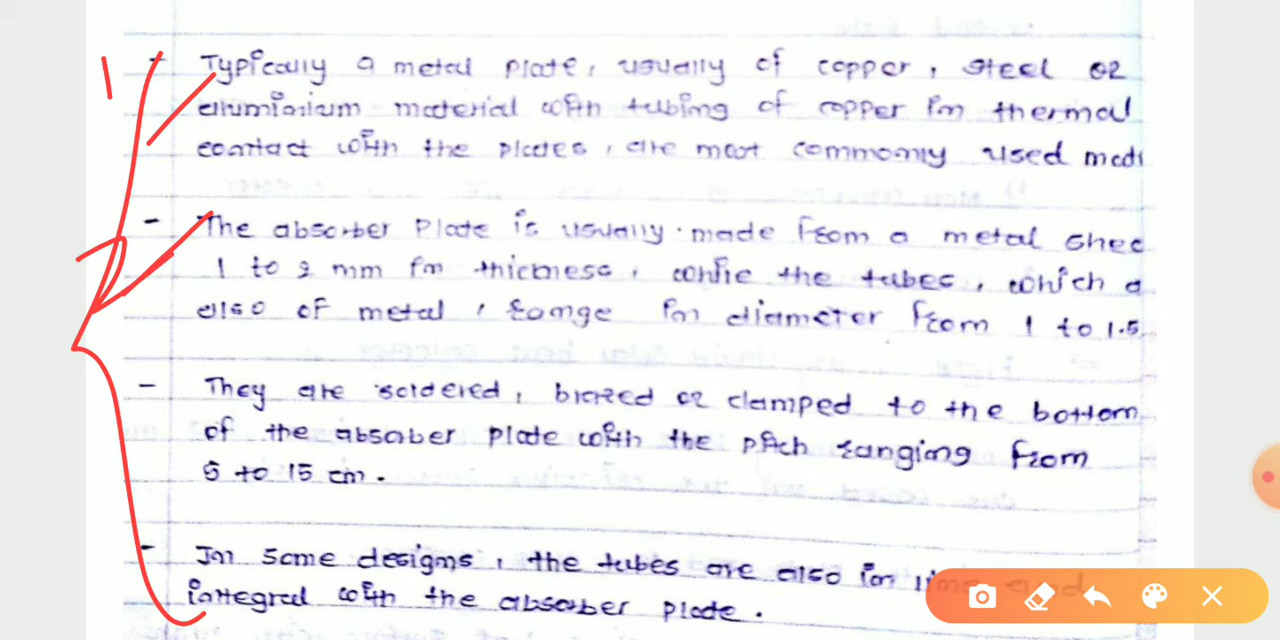 - Typically a metal plate, usually of copper, steel or
aluminium material with tubing of copper in thermal
contact with the plates, are most commonly used
- The absorber plate is usually made from a metal shee
1 to 2 mm in thickness, while the tubes, which a
also of metal, range in diameter from 1 to 1.5
- They are soldered, brazed or clamped to the bottom
of the absorber plate with the pitch ranging from
5 to 15 cm.
- In some designs, the tubes are also in line and
integral with the absorber plate.